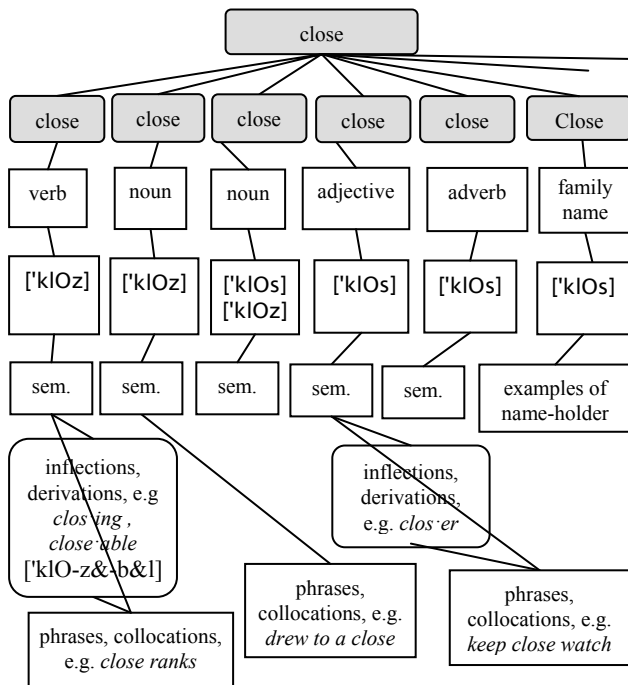 close
close
close
close
close
close
Close
verb
noun
noun
adjective
adverb
family
name
['klOz]
['klOz]
['klOs]
['klOz]
['klOs]
['klOs]
['klOs]
sem.
sem.
sem.
sem.
sem.
examples of
name-holder
inflections,
derivations, e.g
clos·ing ,
close·able
['klO-z&-b&l]
inflections,
derivations,
e.g. clos·er
phrases, collocations,
e.g. close ranks
phrases,
collocations, e.g.
drew to a close
phrases,
collocations, e.g.
keep close watch